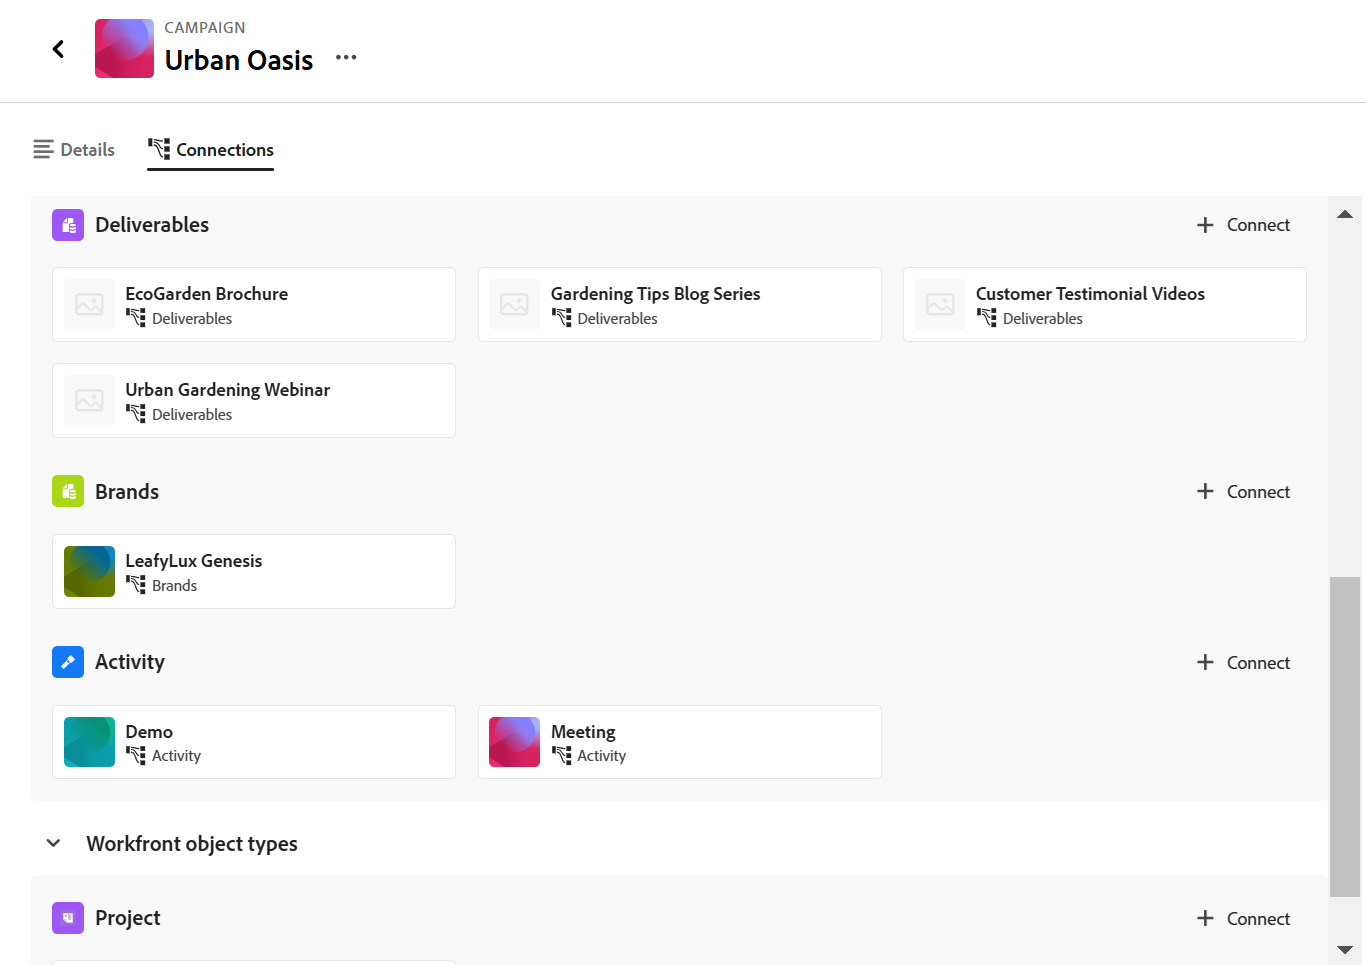 CAMPAIGN
Urban Oasis
Details
Connections
Deliverables
Connect
EcoGarden Brochure
Deliverables
Gardening Tips Blog Series
Deliverables
Customer Testimonial Videos
Deliverables
Urban Gardening Webinar
Deliverables
Brands
Connect
LeafyLux Genesis
Brands
Activity
Connect
Demo
Activity
Meeting
Activity
Workfront object types
Project
Connect